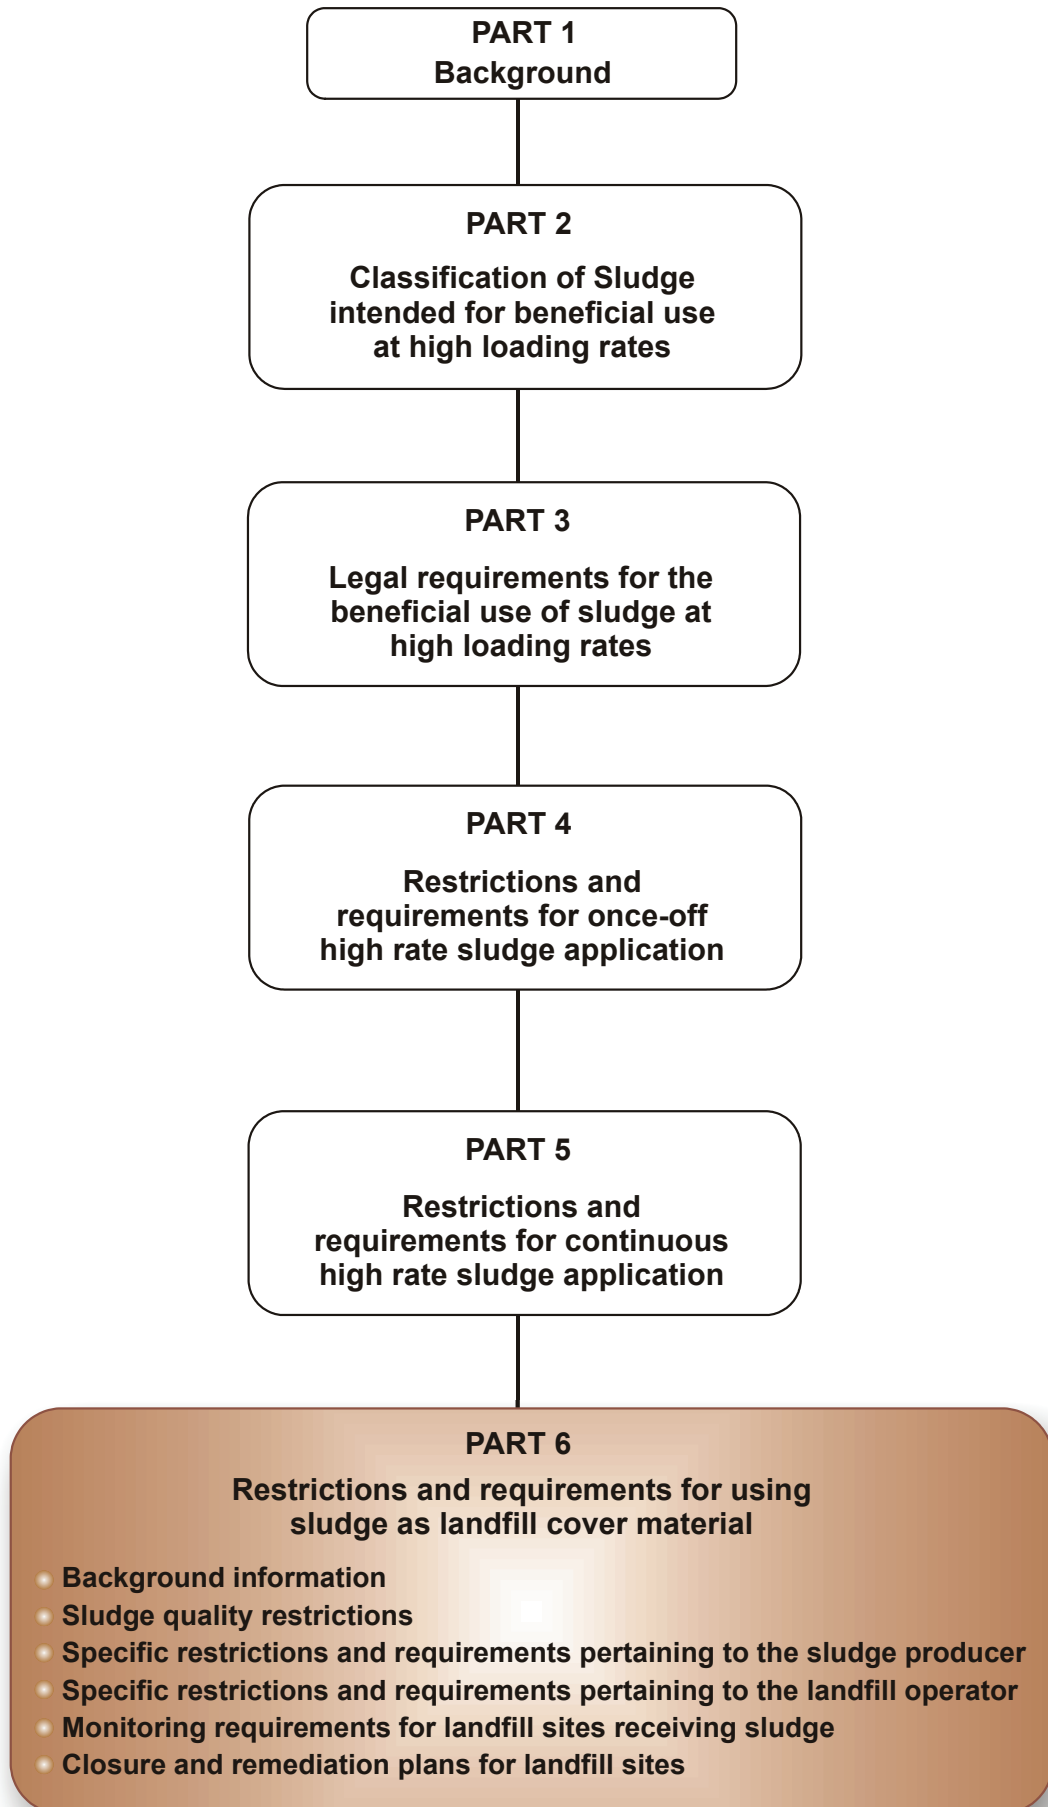 PART 1
Background
PART 2
Classification of Sludge
intended for beneficial use
at high loading rates
PART 3
Legal requirements for the
beneficial use of sludge at
high loading rates
PART 4
Restrictions and
requirements for once-off
high rate sludge application
PART 5
Restrictions and
requirements for continuous
high rate sludge application
PART 6
Restrictions and requirements for using
sludge as landfill cover material
Background information
Sludge quality restrictions
Specific restrictions and requirements pertaining to the sludge producer
Specific restrictions and requirements pertaining to the landfill operator
Monitoring requirements for landfill sites receiving sludge
Closure and remediation plans for landfill sites